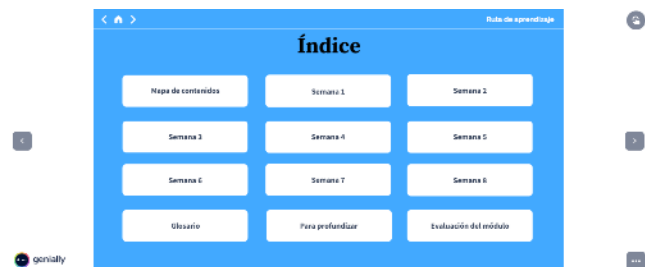 Ruta de aprendizaje
Índice
Mapa de contenidos
Semana 1
Semana 2
Semana 3
Semana 4
Semana 5
Semana 6
Semana 7
Semana 8
Glosario
Para profundizar
Evaluación del módulo
genially